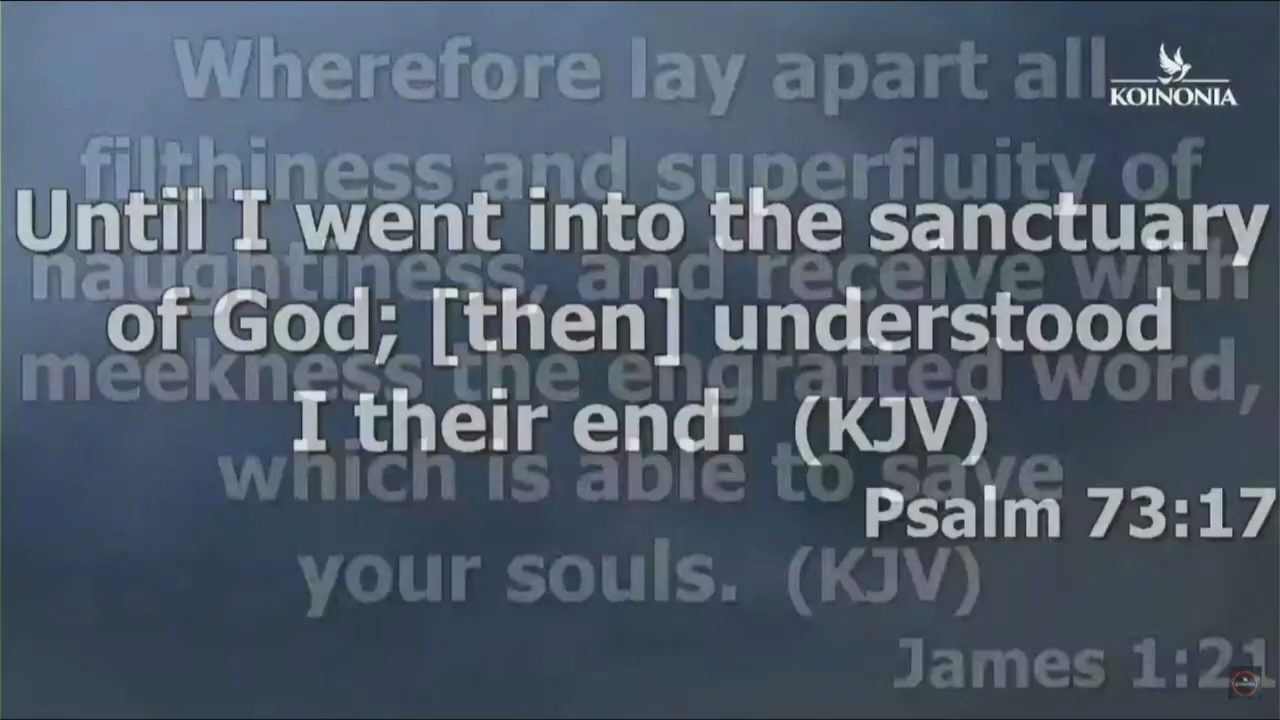 Wherefore lay apart all
filthiness and superfluity of
naughtiness, and receive with
meekness the engrafted word,
which is able to save
your souls. (KJV)
James 1:21
Until I went into the sanctuary
of God; [then] understood
I their end. (KJV)
Psalm 73:17
KOINONIA